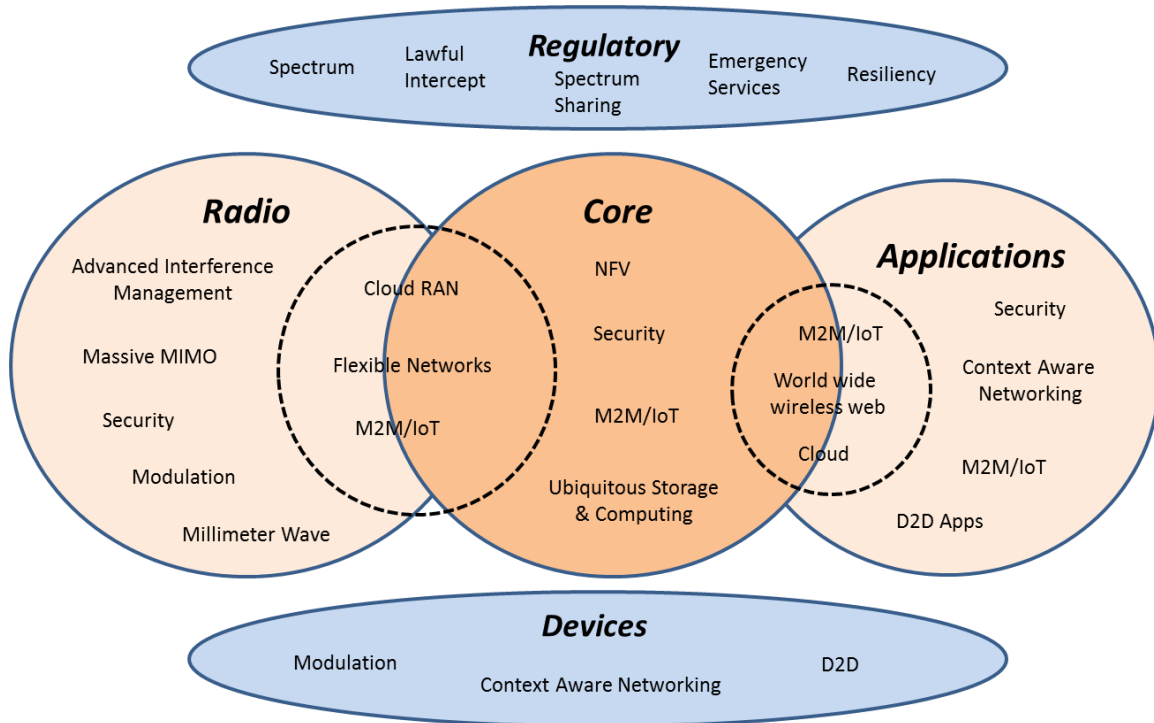 Regulatory
Spectrum
Lawful
Intercept
Spectrum
Sharing
Emergency
Services
Resiliency
Radio
Advanced Interference
Management
Massive MIMO
Security
Modulation
Millimeter Wave
Cloud RAN
Flexible Networks
M2M/IoT
Core
NFV
Security
M2M/IoT
Ubiquitous Storage
& Computing
M2M/IoT
World wide
wireless web
Cloud
Applications
Security
Context Aware
Networking
M2M/IoT
D2D Apps
Devices
Modulation
Context Aware Networking
D2D